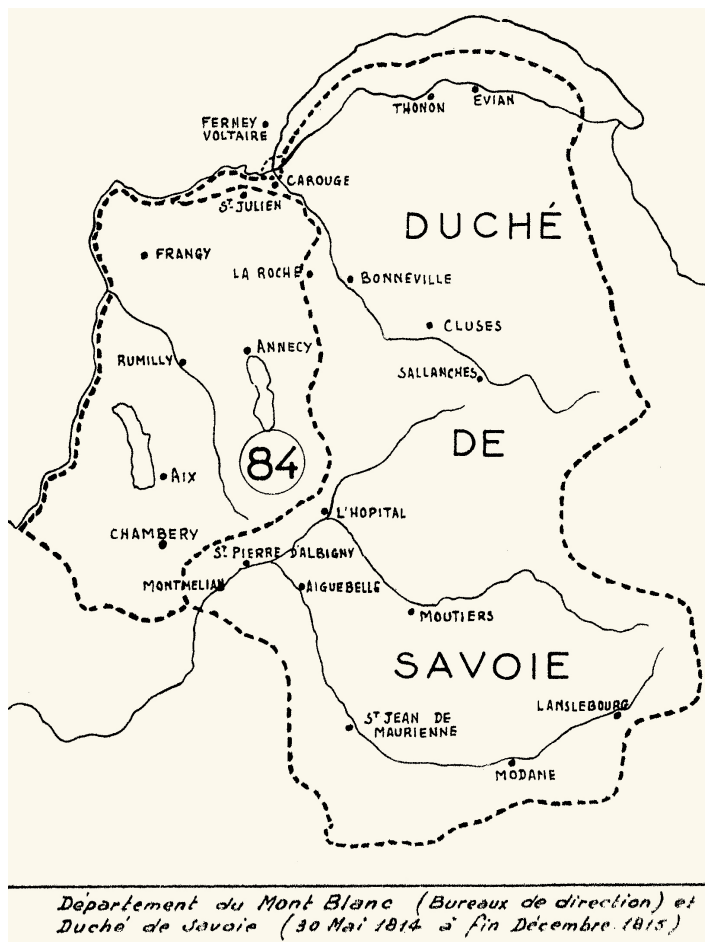 THONON
EVIAN
FERNEY
VOLTAIRE
CAROUGE
ST JULIEN
DUCHÉ
FRANGY
LA ROCHE
BONNEVILLE
CLUSES
ANNECY
RUMILLY
SALLANCHES
DE
84
AIX
L'HOPITAL
CHAMBERY
ST PIERRE D'ALBIGNY
MONTMELIAN
AIGUEBELLE
MOUTIERS
SAVOIE
LANSLEBOURG
ST JEAN DE
MAURIENNE
MODANE
Département du Mont Blanc (Bureaux de direction) et
Duché de Savoie (30 Mai 1814 à fin Décembre 1815)